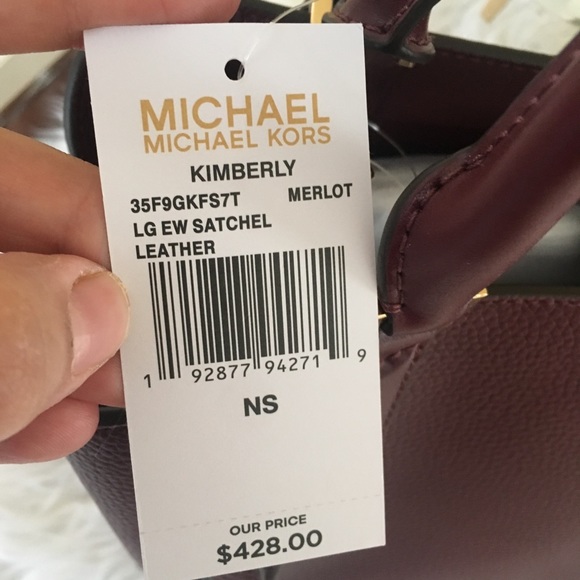 MICHAEL
MICHAEL KORS
KIMBERLY
35F9GKFS7T MERLOT
LG EW SATCHEL
LEATHER
1 92877 94271 9
NS
OUR PRICE
$428.00